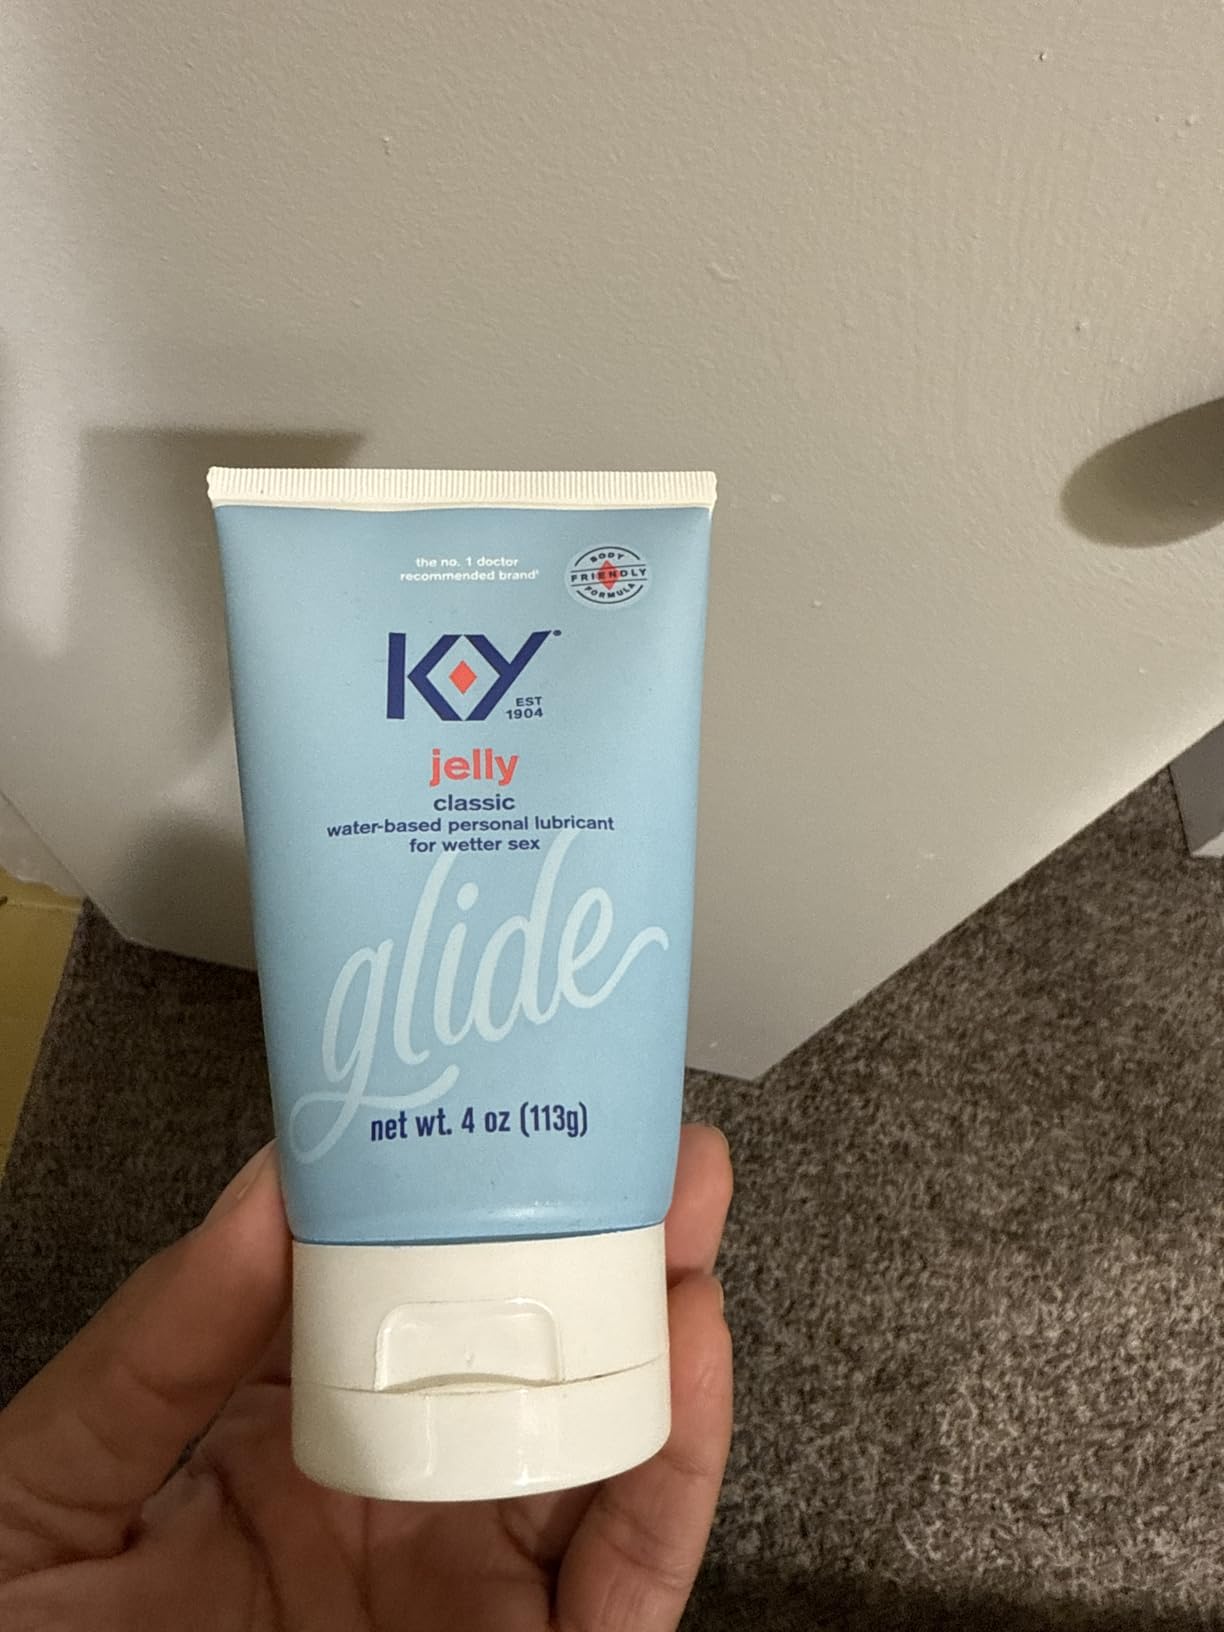 the no. 1 doctor
recommended brand
BODY
FRIENDLY
FORMULA
KY®
EST
1904
jelly
classic
water-based personal lubricant
for wetter sex
glide
net wt. 4 oz (113g)